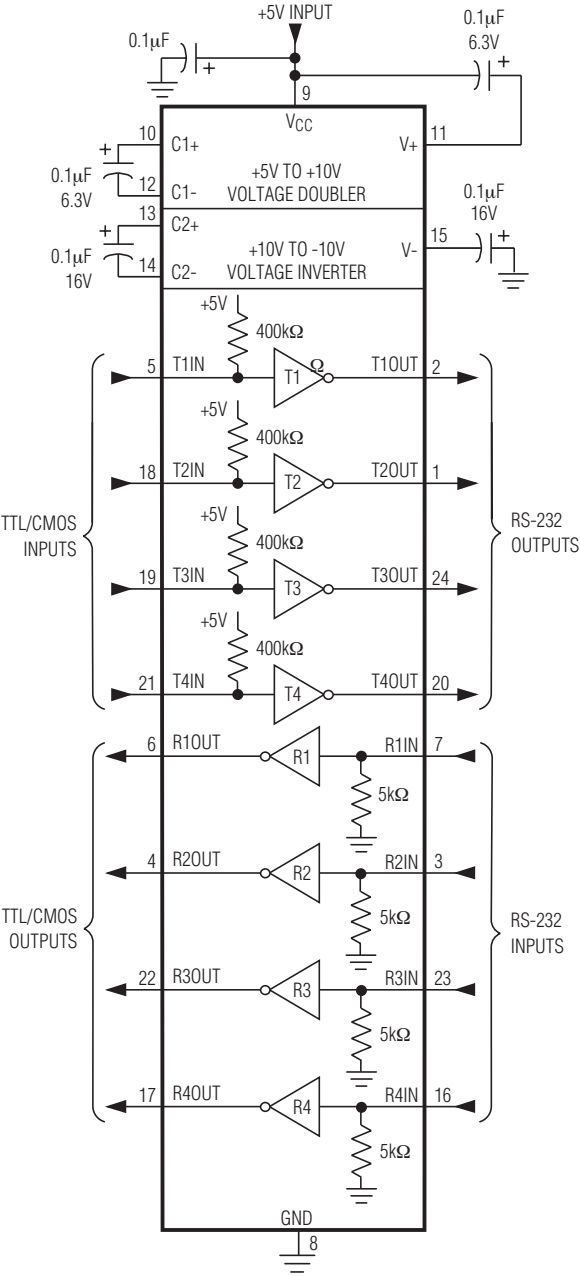 +5V INPUT
0.1μF
+
0.1μF
6.3V
+
9
VCC
10
C1+
+
0.1μF
6.3V
12
C1-
+5V TO +10V
VOLTAGE DOUBLER
V+
11
13
C2+
+
0.1μF
16V
14
C2-
+10V TO -10V
VOLTAGE INVERTER
V-
15
0.1μF
16V
+
+5V
400kΩ
5
T1IN
T1
Ω
T1OUT
2
+5V
400kΩ
18
T2IN
T2
T2OUT
1
TTL/CMOS
INPUTS
RS-232
OUTPUTS
+5V
400kΩ
19
T3IN
T3
T3OUT
24
+5V
400kΩ
21
T4IN
T4
T4OUT
20
6
R1OUT
R1
R1IN
7
5kΩ
4
R2OUT
R2
R2IN
3
5kΩ
TTL/CMOS
OUTPUTS
RS-232
INPUTS
22
R3OUT
R3
R3IN
23
5kΩ
17
R4OUT
R4
R4IN
16
5kΩ
GND
8